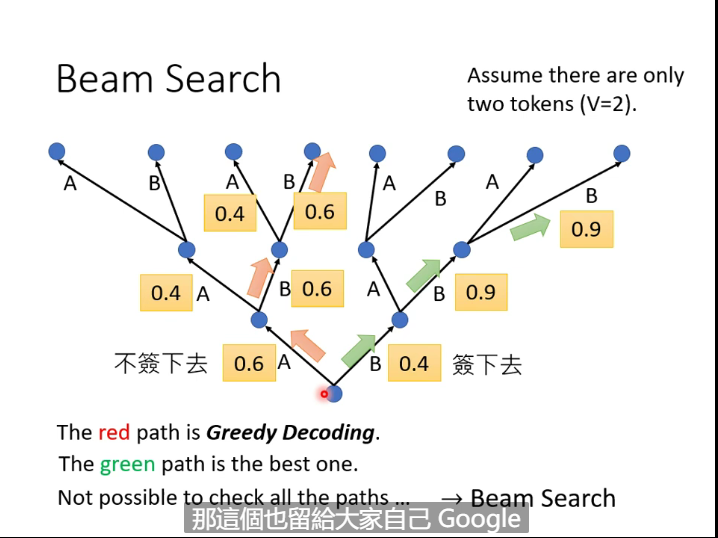 Beam Search
Assume there are only
two tokens (V=2).
A B A B A B A B
0.4 0.6 0.9
0.4 A B 0.6 A B 0.9
不簽下去 0.6 A B 0.4 簽下去
The red path is Greedy Decoding.
The green path is the best one.
Not possible to check all the paths … → Beam Search
那這個也留給大家自己 Google